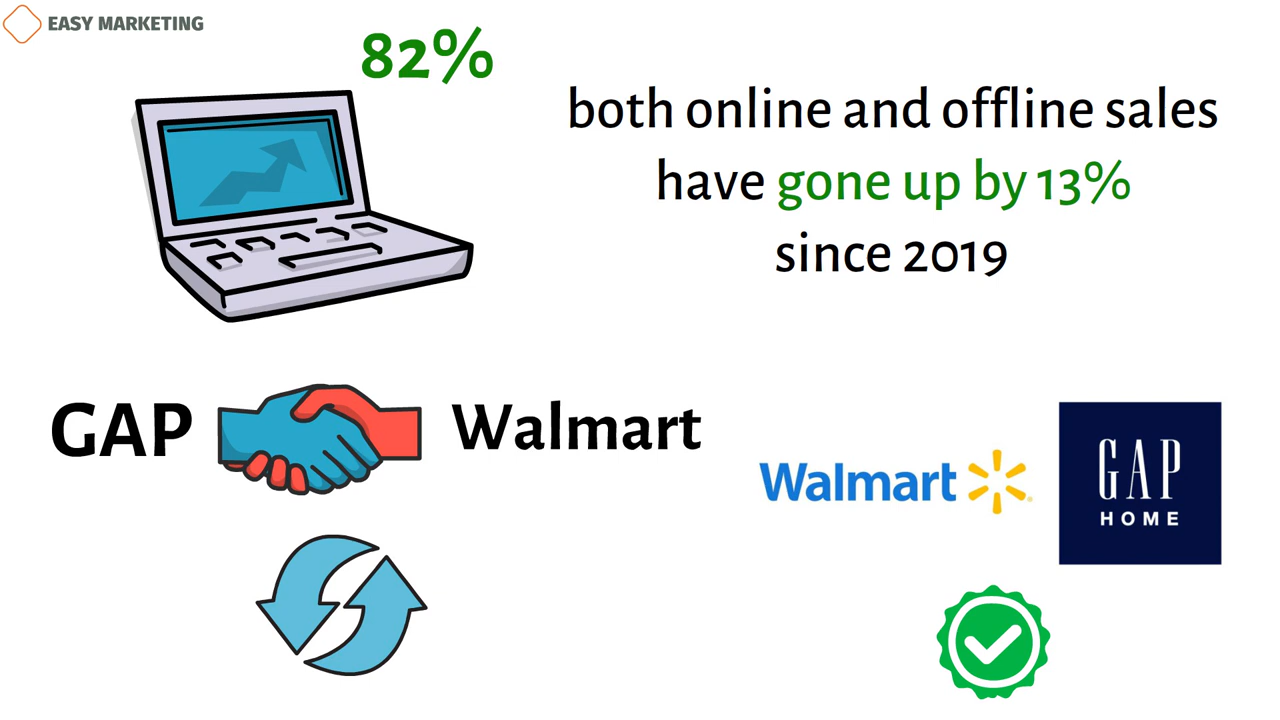 EASY MARKETING
82%
both online and offline sales
have gone up by 13%
since 2019
GAP
Walmart
Walmart
GAP
HOME